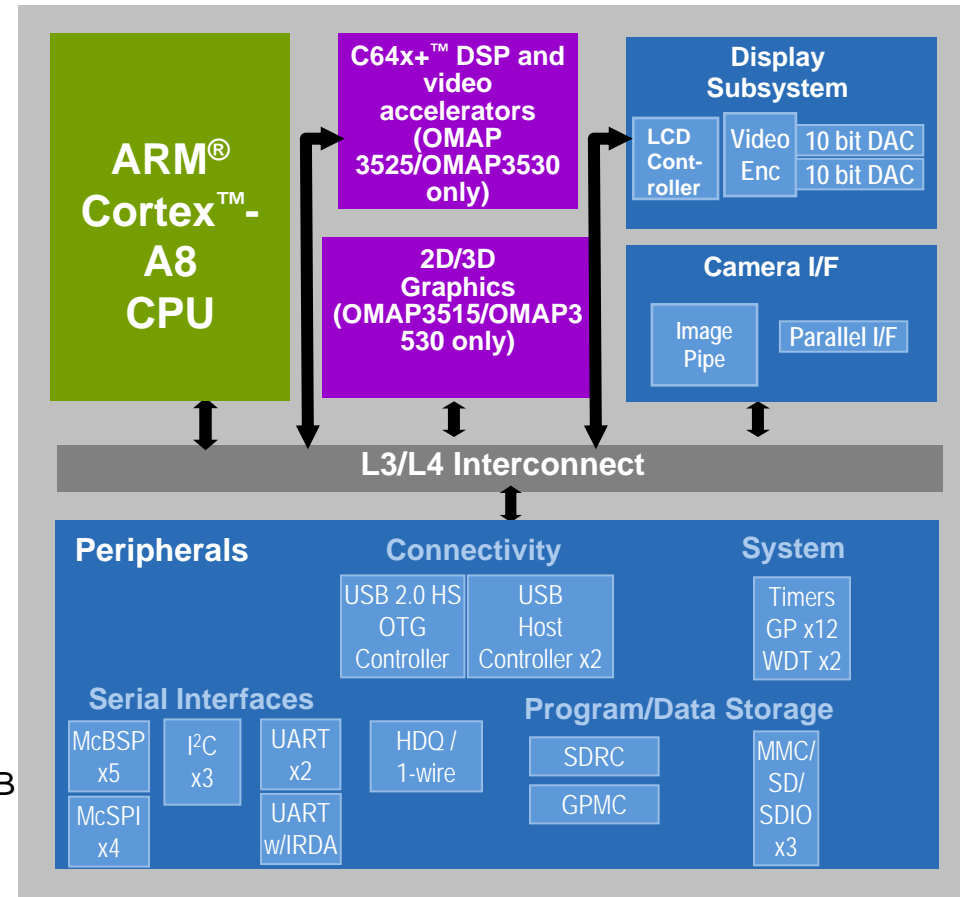 ARM®
Cortex™-
A8
CPU
C64x+™ DSP and
video
accelerators
(OMAP
3525/OMAP3530
only)
2D/3D
Graphics
(OMAP3515/OMAP3
530 only)
Display
Subsystem
LCD
Cont-
roller
Video
Enc
10 bit DAC
10 bit DAC
Camera I/F
Image
Pipe
Parallel I/F
L3/L4 Interconnect
Peripherals
Connectivity
USB 2.0 HS
OTG
Controller
USB
Host
Controller x2
System
Timers
GP x12
WDT x2
Serial Interfaces
McBSP
x5
McSPI
x4
I²C
x3
UART
x2
UART
w/IRDA
HDQ /
1-wire
Program/Data Storage
SDRC
GPMC
MMC/
SD/
SDIO
x3
B